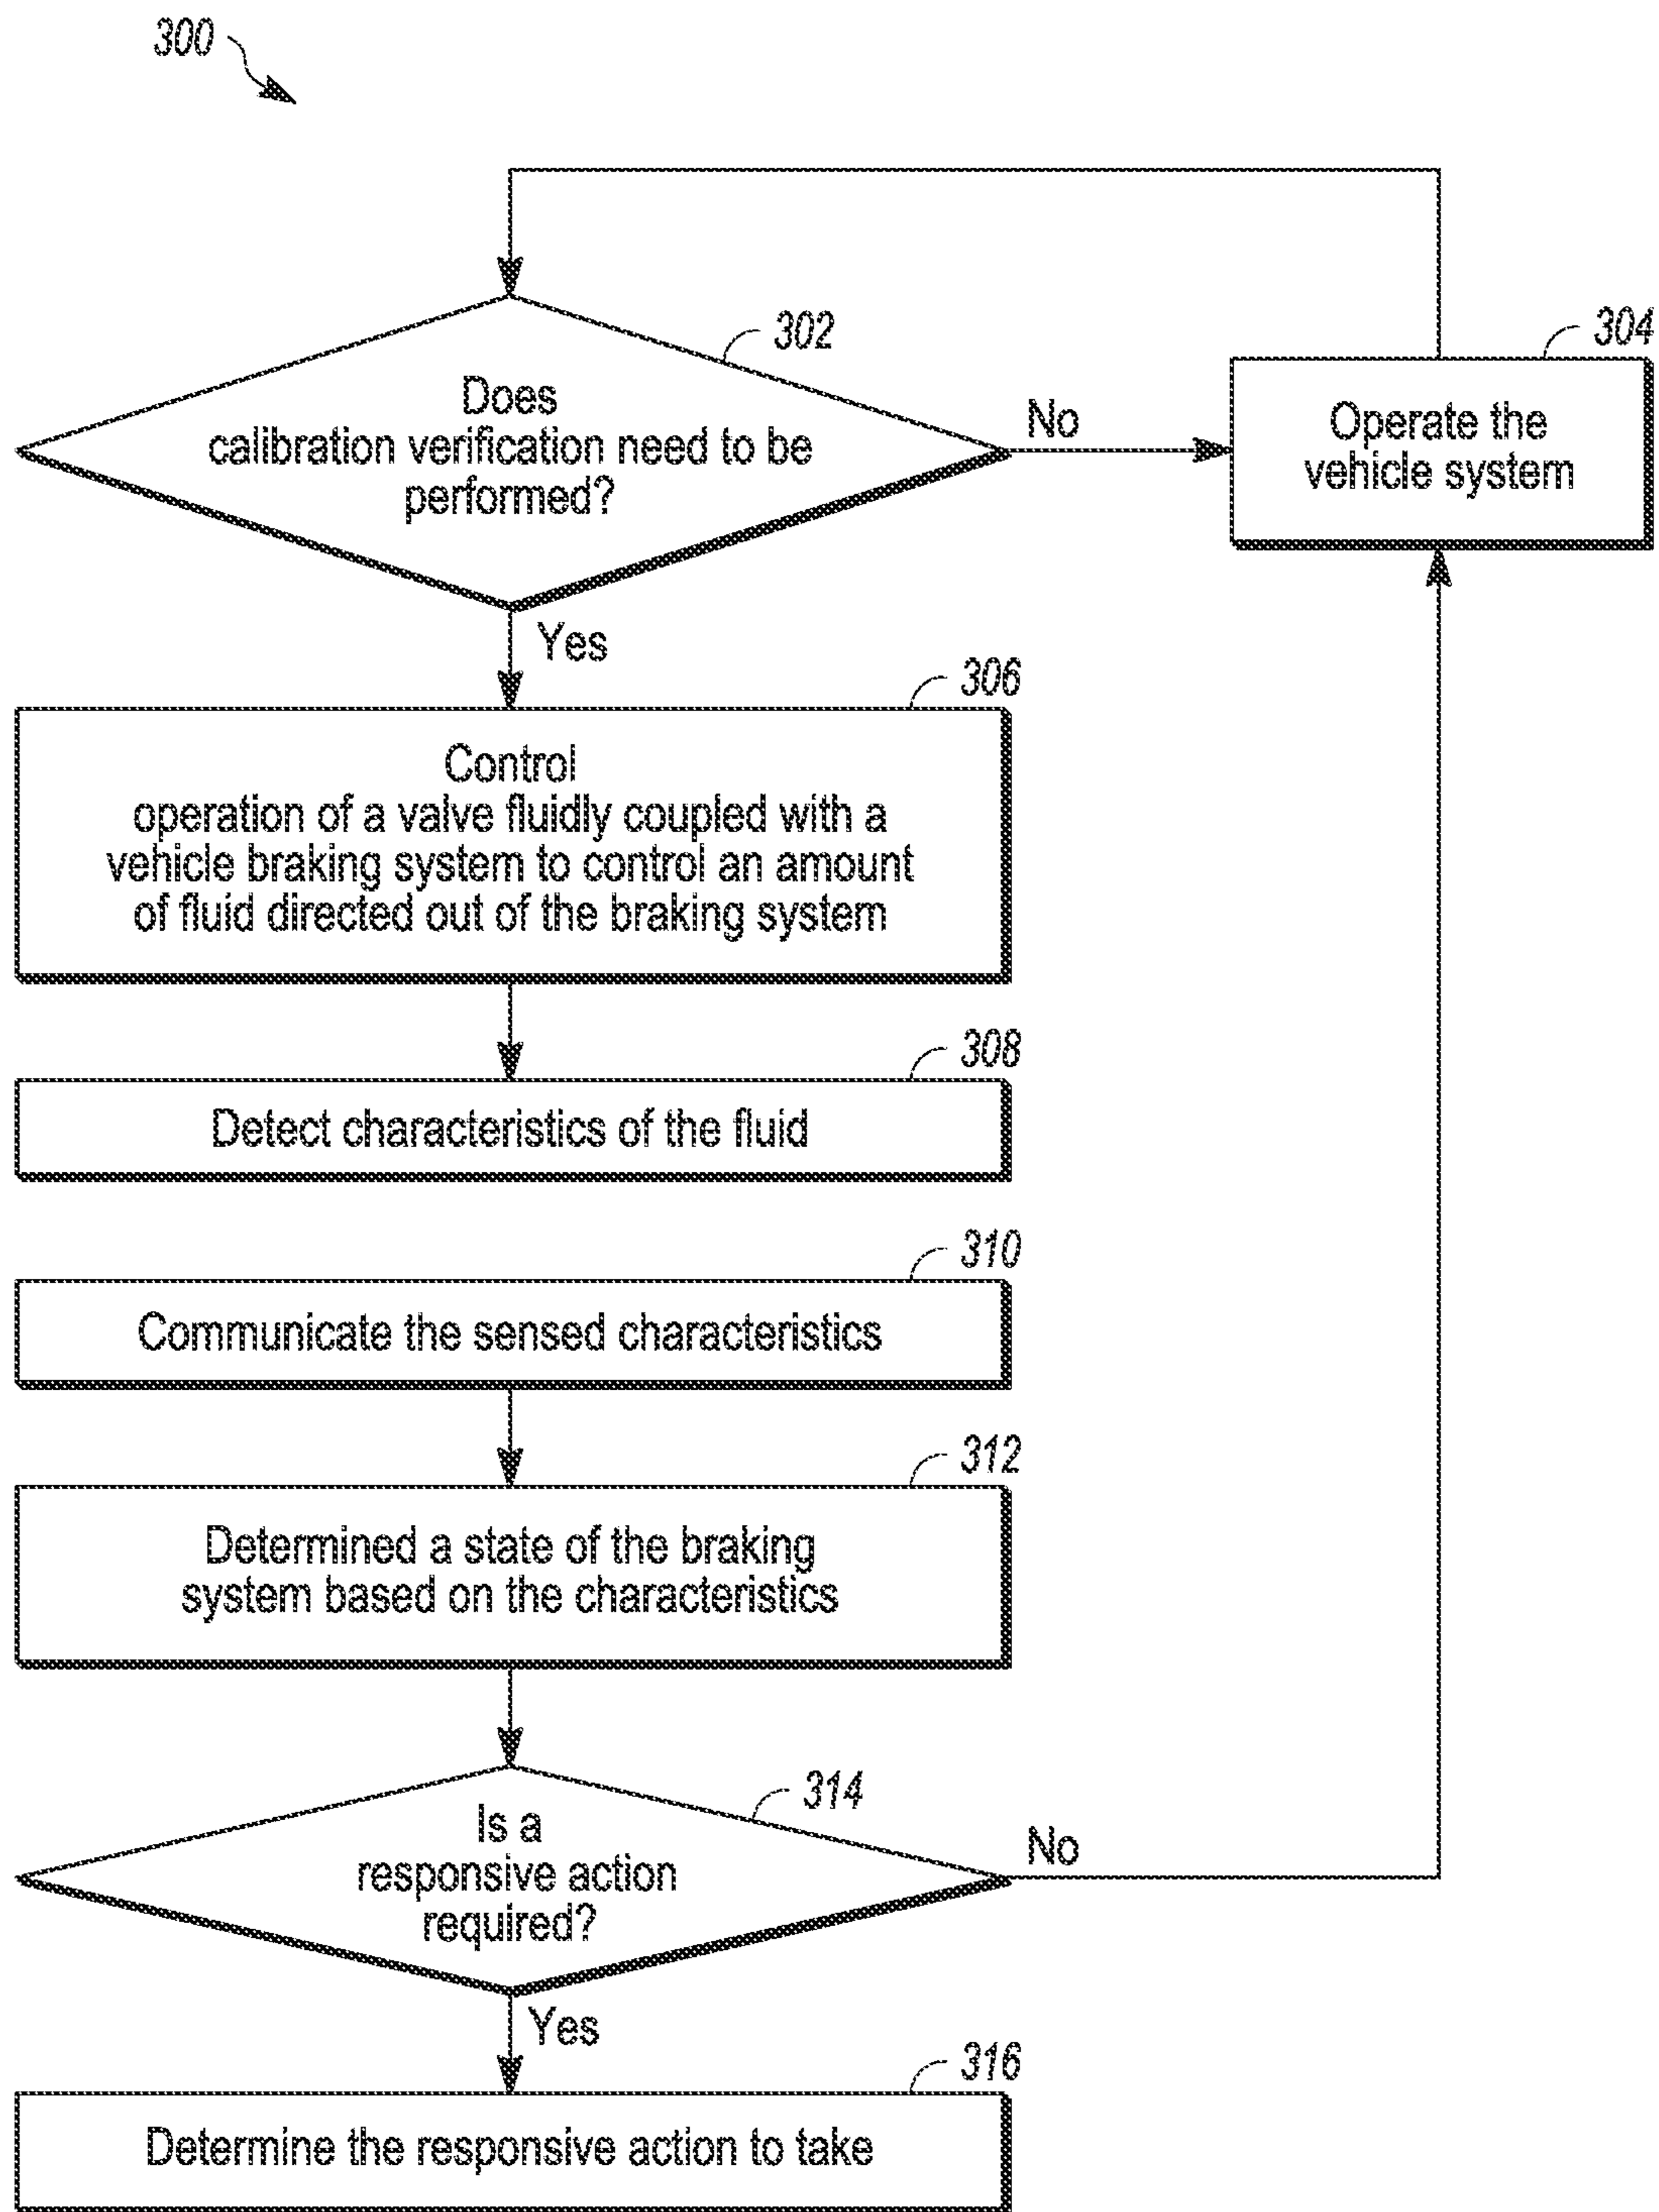 300
302
Does
calibration verification need to be
performed?
No
304
Operate the
vehicle system
Yes
306
Control
operation of a valve fluidly coupled with a
vehicle braking system to control an amount
of fluid directed out of the braking system
308
Detect characteristics of the fluid
310
Communicate the sensed characteristics
312
Determined a state of the braking
system based on the characteristics
314
Is a
responsive action
required?
No
Yes
316
Determine the responsive action to take